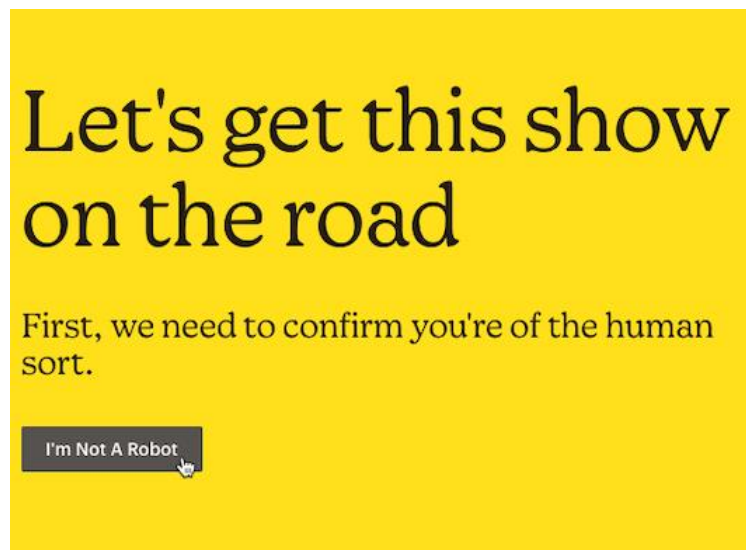 Let's get this show
on the road
First, we need to confirm you're of the human
sort.
I'm Not A Robot